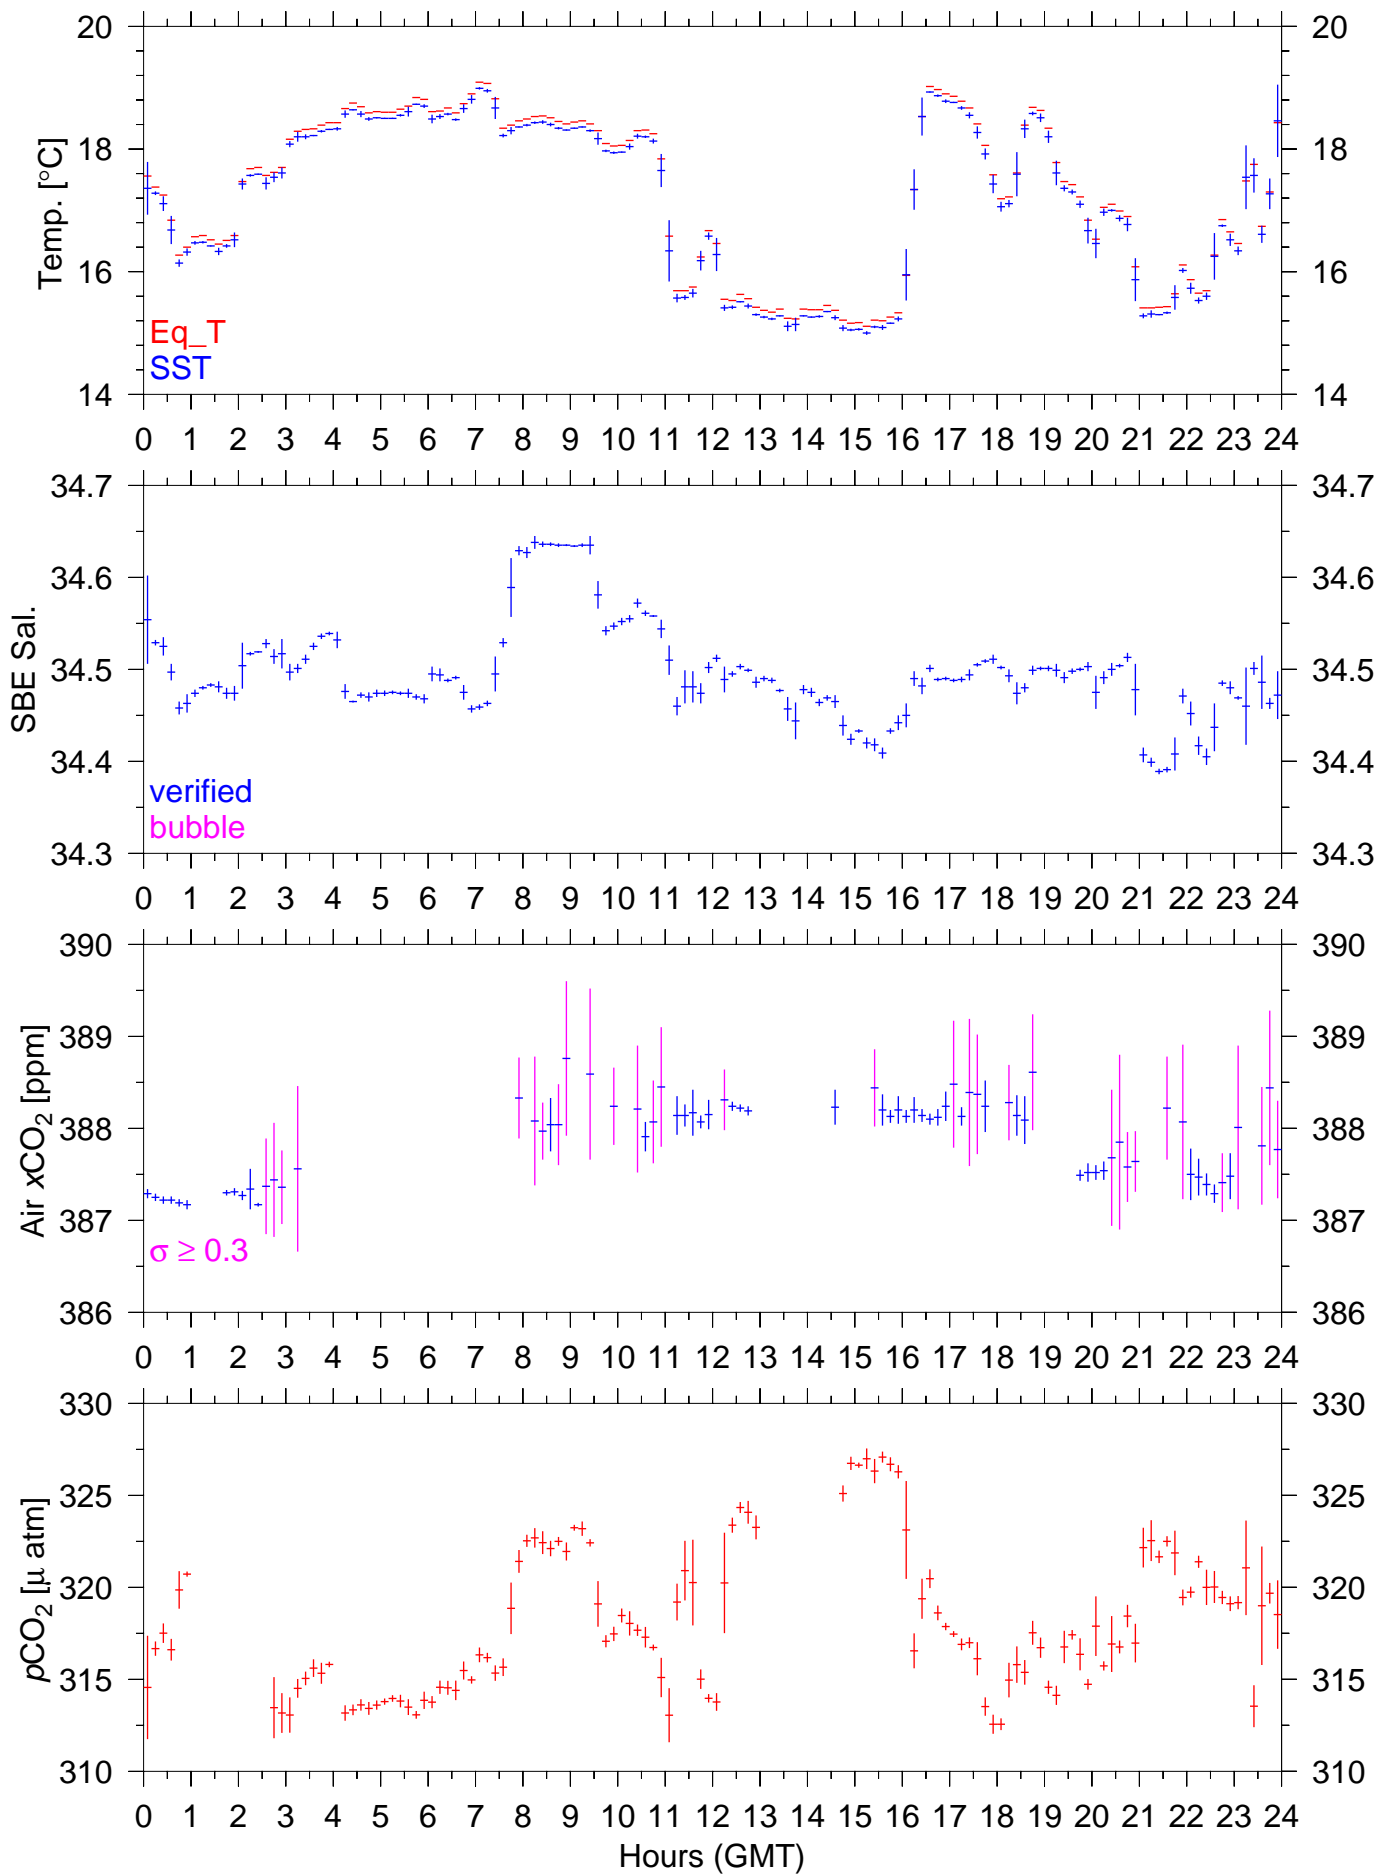 20 20
18 18
16 16
14 14
Temp. [°C]
Eq_T
SST
0 1 2 3 4 5 6 7 8 9 10 11 12 13 14 15 16 17 18 19 20 21 22 23 24
34.7 34.7
34.6 34.6
34.5 34.5
34.4 34.4
34.3 34.3
SBE Sal.
verified
bubble
0 1 2 3 4 5 6 7 8 9 10 11 12 13 14 15 16 17 18 19 20 21 22 23 24
390 390
389 389
388 388
387 387
386 386
Air xCO₂ [ppm]
σ ≥ 0.3
0 1 2 3 4 5 6 7 8 9 10 11 12 13 14 15 16 17 18 19 20 21 22 23 24
330 330
325 325
320 320
315 315
310 310
pCO₂ [μ atm]
0 1 2 3 4 5 6 7 8 9 10 11 12 13 14 15 16 17 18 19 20 21 22 23 24
Hours (GMT)